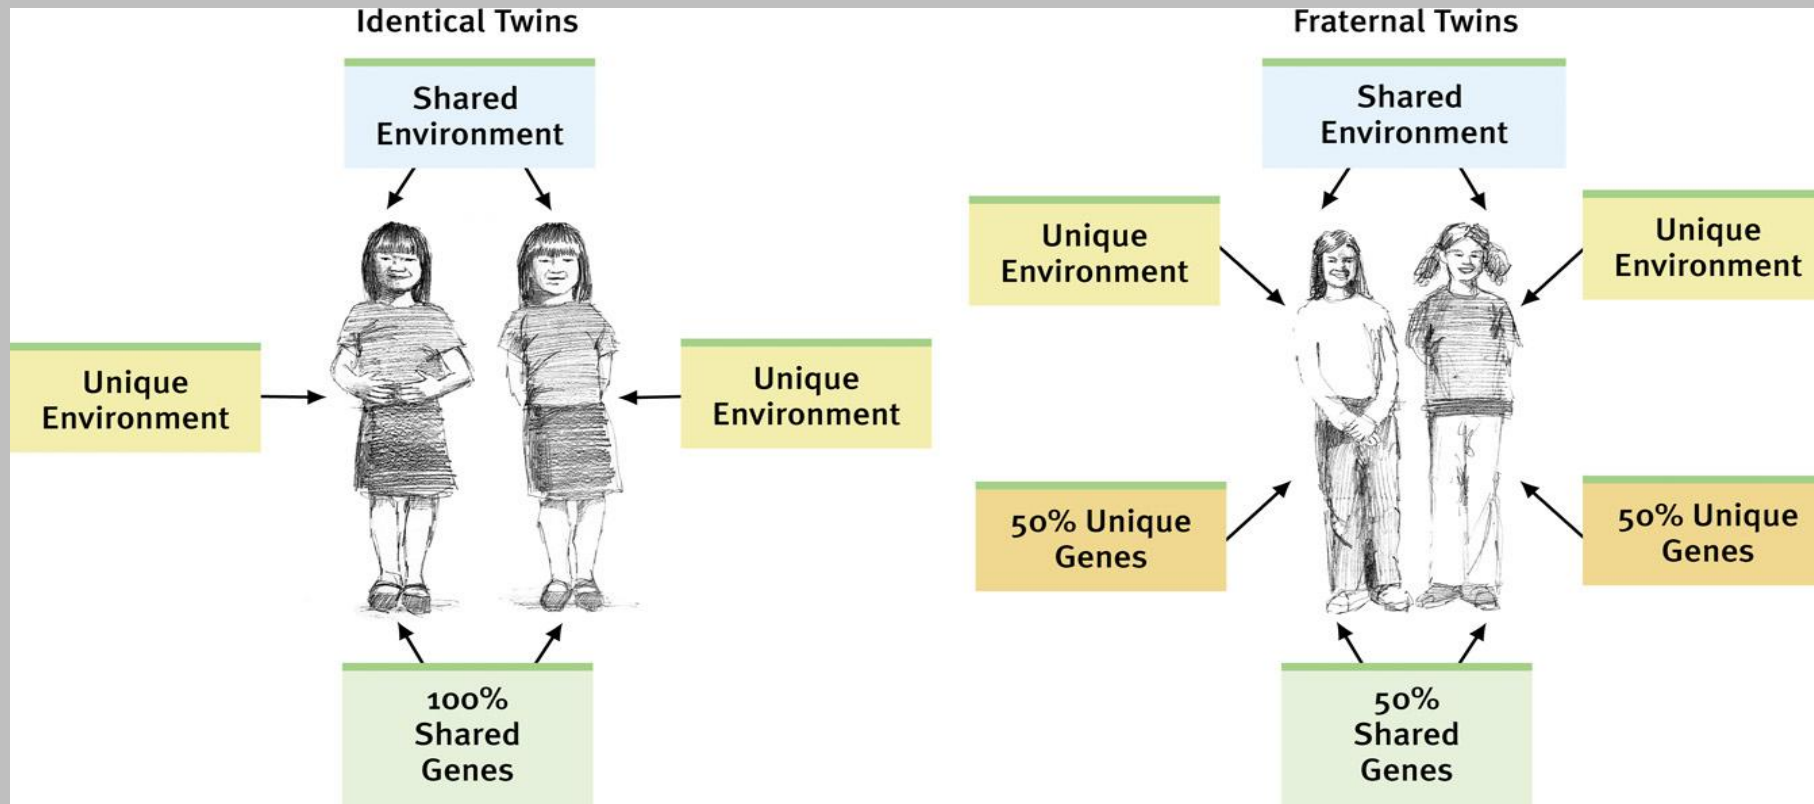 Identical Twins
Shared
Environment
Unique
Environment
Unique
Environment
100%
Shared
Genes
Fraternal Twins
Shared
Environment
Unique
Environment
Unique
Environment
50% Unique
Genes
50% Unique
Genes
50%
Shared
Genes